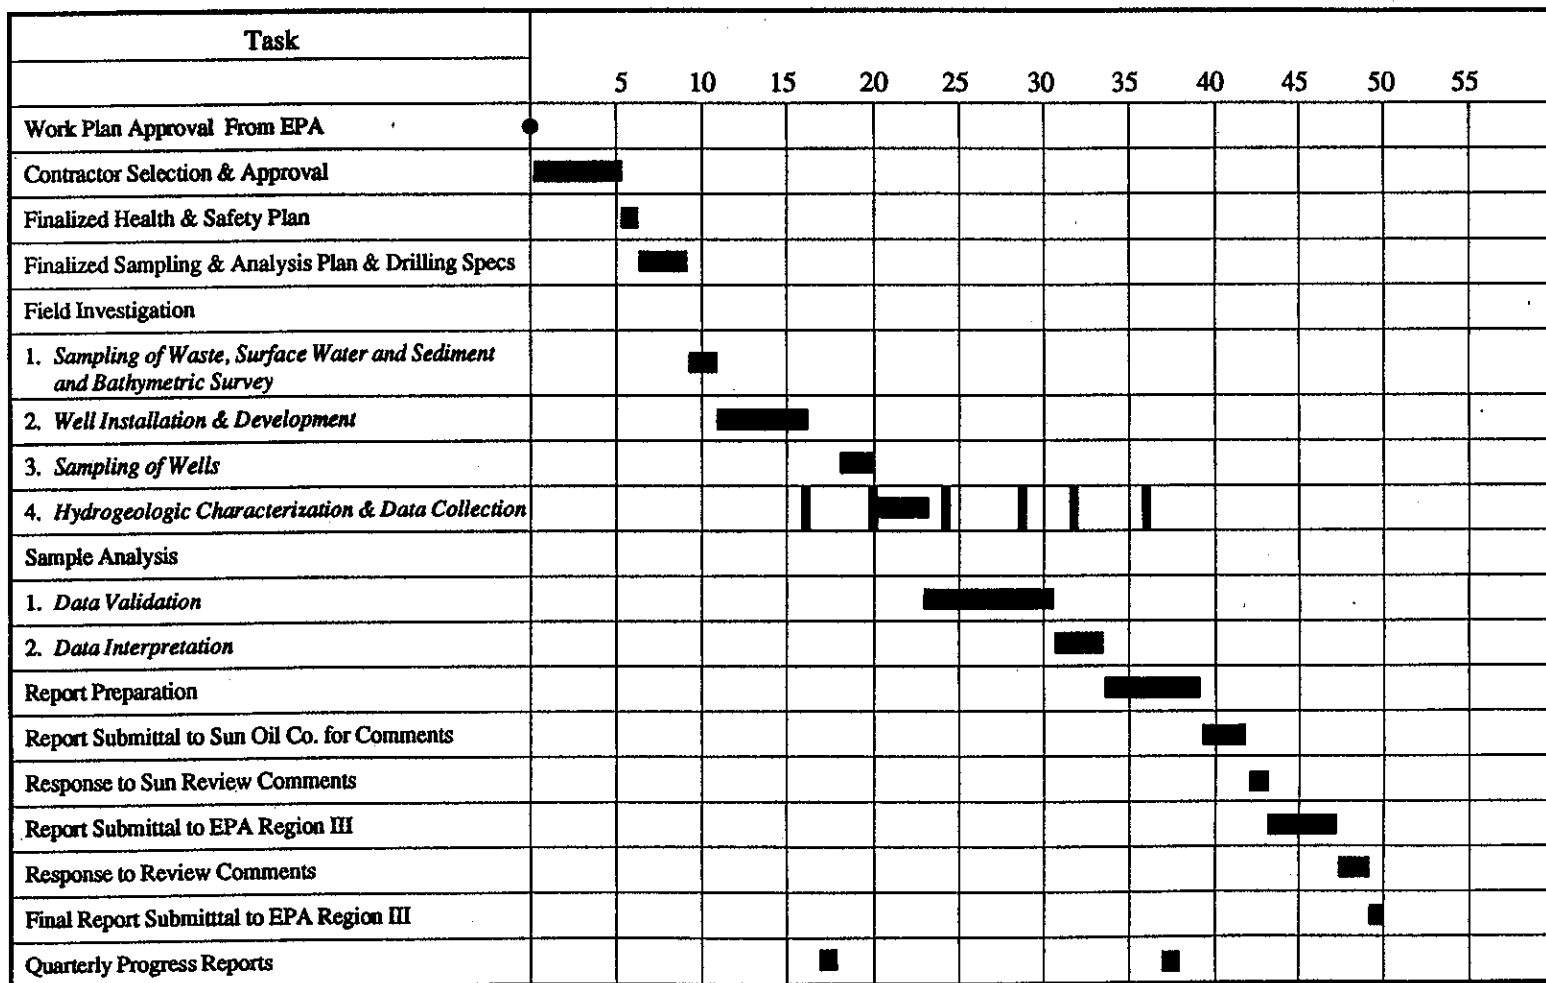 Task
5 10 15 20 25 30 35 40 45 50 55
Work Plan Approval From EPA
Contractor Selection & Approval
Finalized Health & Safety Plan
Finalized Sampling & Analysis Plan & Drilling Specs
Field Investigation
1. Sampling of Waste, Surface Water and Sediment
and Bathymetric Survey
2. Well Installation & Development
3. Sampling of Wells
4. Hydrogeologic Characterization & Data Collection
Sample Analysis
1. Data Validation
2. Data Interpretation
Report Preparation
Report Submittal to Sun Oil Co. for Comments
Response to Sun Review Comments
Report Submittal to EPA Region III
Response to Review Comments
Final Report Submitttal to EPA Region III
Quarterly Progress Reports